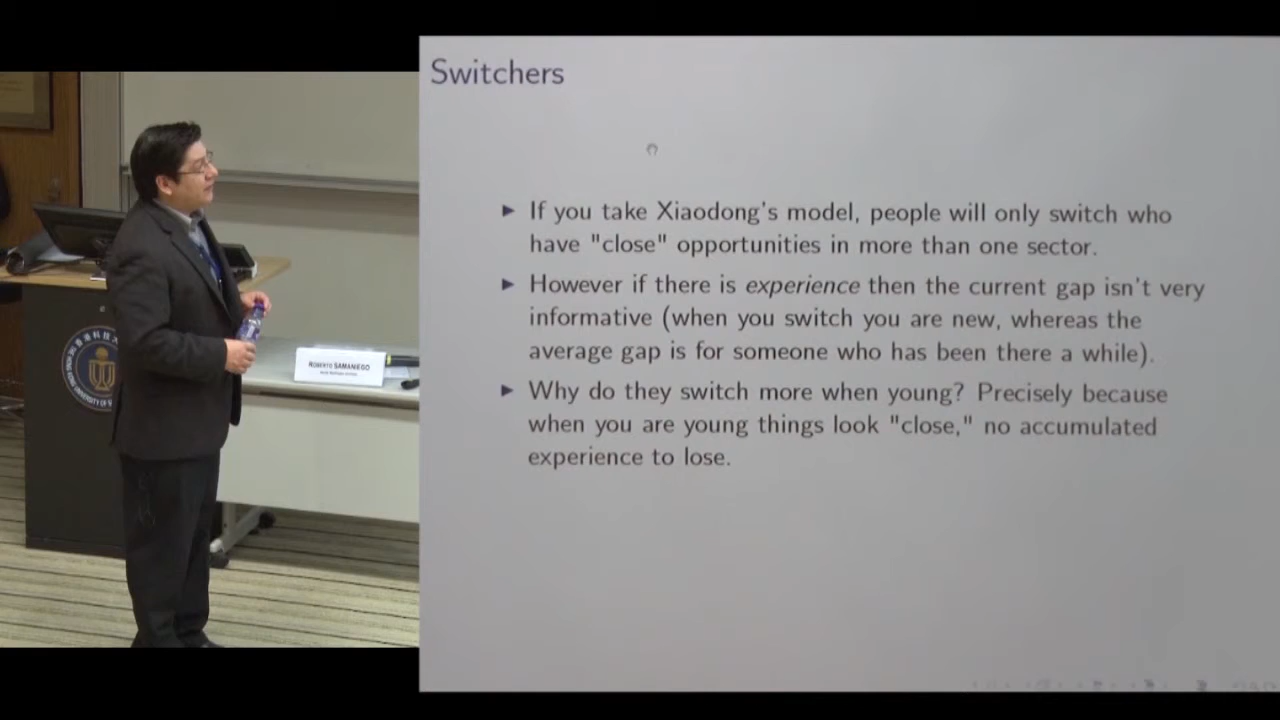 Switchers
If you take Xiaodong's model, people will only switch who
have "close" opportunities in more than one sector.
However if there is experience then the current gap isn't very
informative (when you switch you are new, whereas the
average gap is for someone who has been there a while).
Why do they switch more when young? Precisely because
when you are young things look "close," no accumulated
experience to lose.
ROBERTO SAMANIEGO